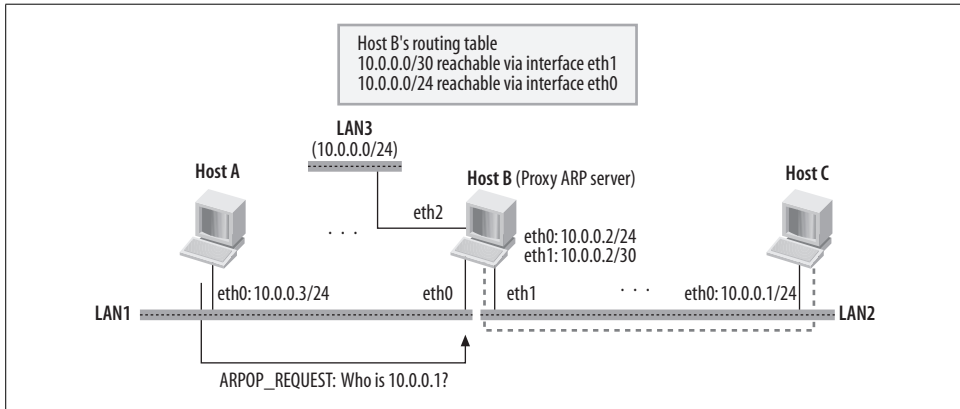 Host B's routing table
10.0.0.0/30 reachable via interface eth1
10.0.0.0/24 reachable via interface eth0
LAN3
(10.0.0.0/24)
Host A
Host B (Proxy ARP server)
Host C
eth2
. . .
eth0: 10.0.0.2/24
eth1: 10.0.0.2/30
eth0: 10.0.0.3/24
eth0
eth1
. . .
eth0: 10.0.0.1/24
LAN1
LAN2
ARPOP_REQUEST: Who is 10.0.0.1?